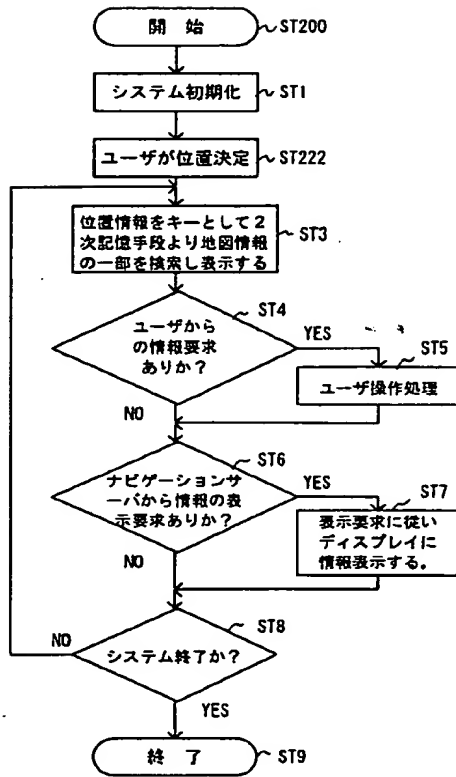 開 始
ST200
システム初期化
ST1
ユーザが位置決定
ST222
位置情報をキーとして2
次記憶手段より地図情報
の一部を検索し表示する
ST3
ユーザから
の情報要求
ありか?
ST4
YES
NO
ユーザ操作処理
ST5
ナビゲーションサ
ーバから情報の表
示要求ありか?
ST6
YES
NO
表示要求に従い
ディスプレイに
情報表示する。
ST7
システム終了か?
ST8
NO
YES
終 了
ST9